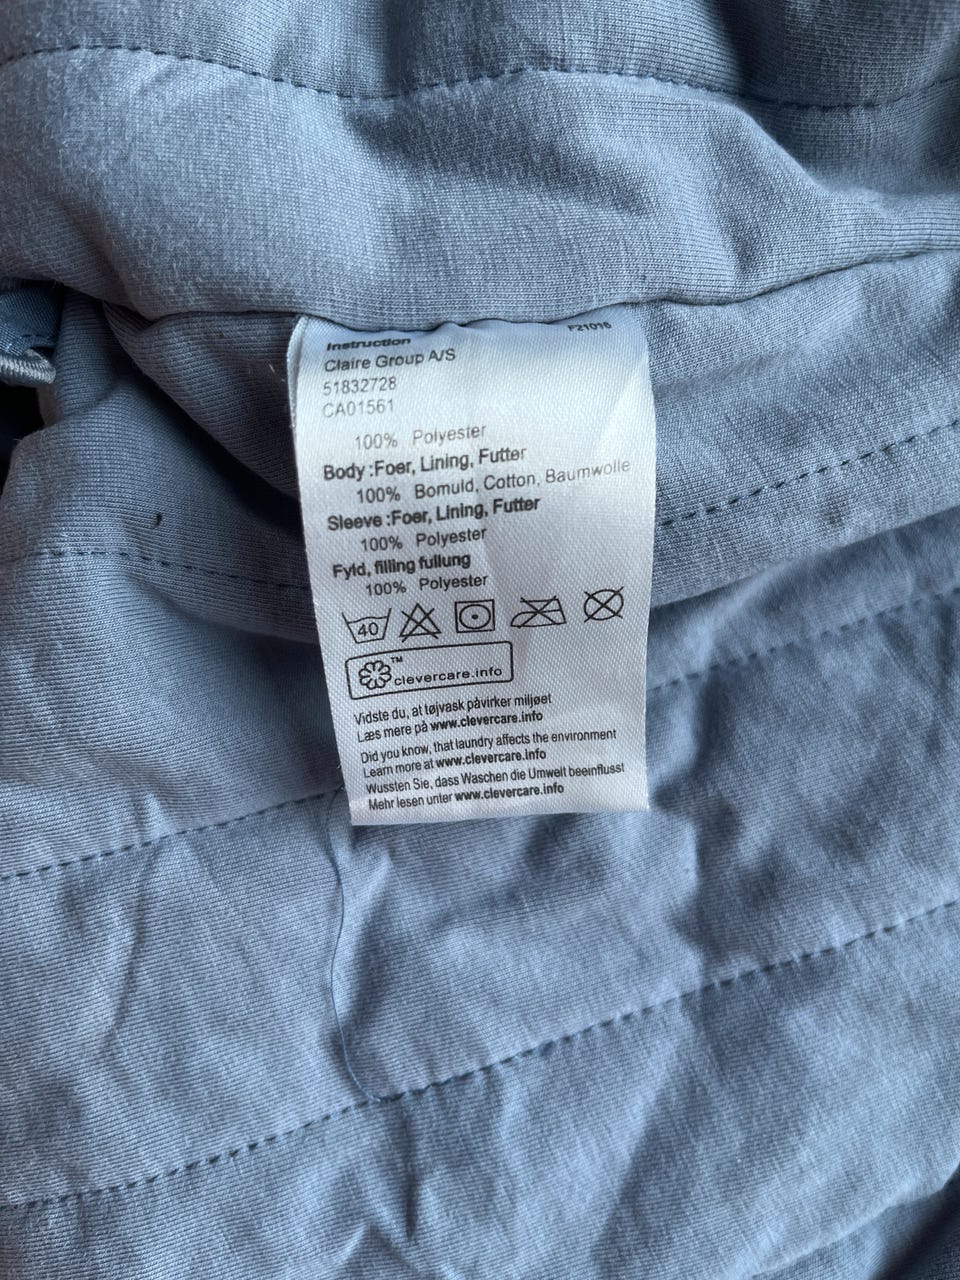 Instruction
F21016
Claire Group A/S
51832728
CA01561
100% Polyester
Body :Foer, Lining, Futter
100% Bomuld, Cotton, Baumwolle
Sleeve :Foer, Lining, Futter
100% Polyester
Fyld, filling fullung
100% Polyester
40
™
clevercare.info
Vidste du, at tøjvask påvirker miljøet
Læs mere på www.clevercare.info
Did you know, that laundry affects the environment
Learn more at www.clevercare.info
Wussten Sie, dass Waschen die Umwelt beeinflusst
Mehr lesen unter www.clevercare.info